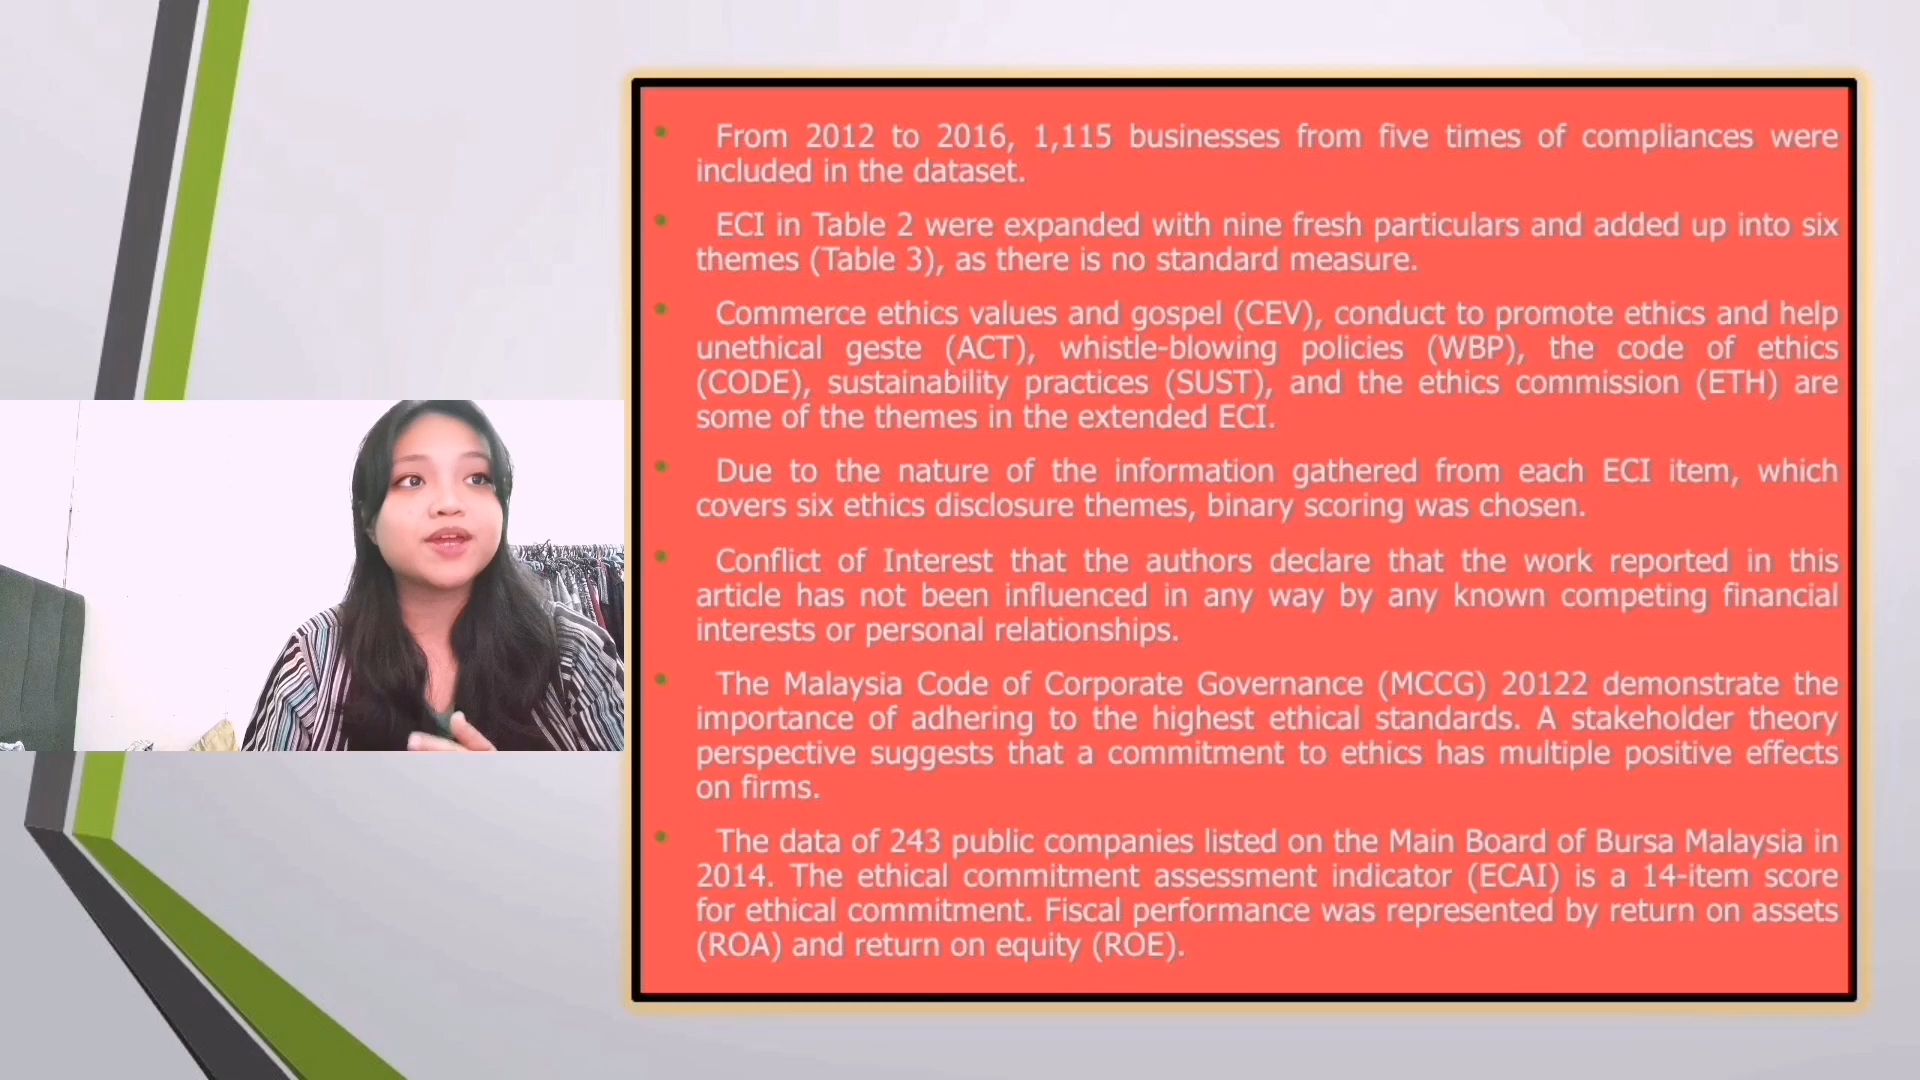 From 2012 to 2016, 1,115 businesses from five times of compliances were
included in the dataset.
ECI in Table 2 were expanded with nine fresh particulars and added up into six
themes (Table 3), as there is no standard measure.
Commerce ethics values and gospel (CEV), conduct to promote ethics and help
unethical geste (ACT), whistle-blowing policies (WBP), the code of ethics
(CODE), sustainability practices (SUST), and the ethics commission (ETH) are
some of the themes in the extended ECI.
Due to the nature of the information gathered from each ECI item, which
covers six ethics disclosure themes, binary scoring was chosen.
Conflict of Interest that the authors declare that the work reported in this
article has not been influenced in any way by any known competing financial
interests or personal relationships.
The Malaysia Code of Corporate Governance (MCCG) 20122 demonstrate the
importance of adhering to the highest ethical standards. A stakeholder theory
perspective suggests that a commitment to ethics has multiple positive effects
on firms.
The data of 243 public companies listed on the Main Board of Bursa Malaysia in
2014. The ethical commitment assessment indicator (ECAI) is a 14-item score
for ethical commitment. Fiscal performance was represented by return on assets
(ROA) and return on equity (ROE).